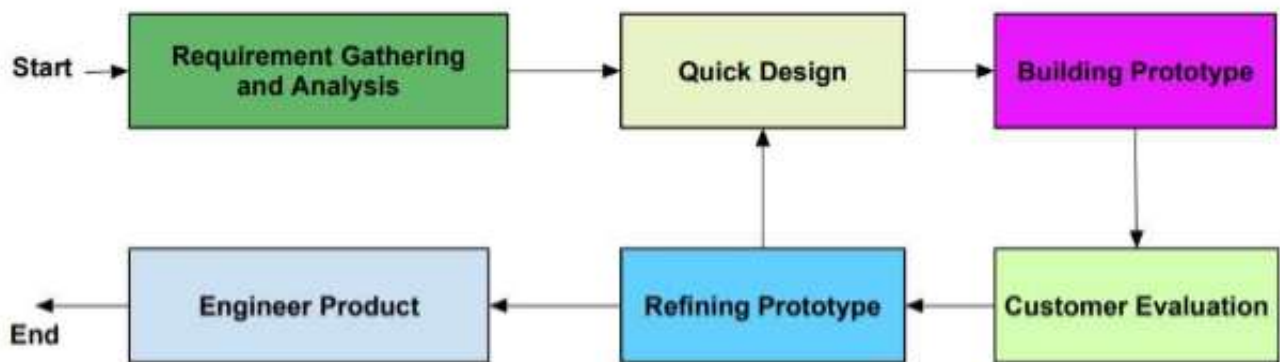 Start
Requirement Gathering
and Analysis
Quick Design
Building Prototype
Customer Evaluation
Refining Prototype
Engineer Product
End